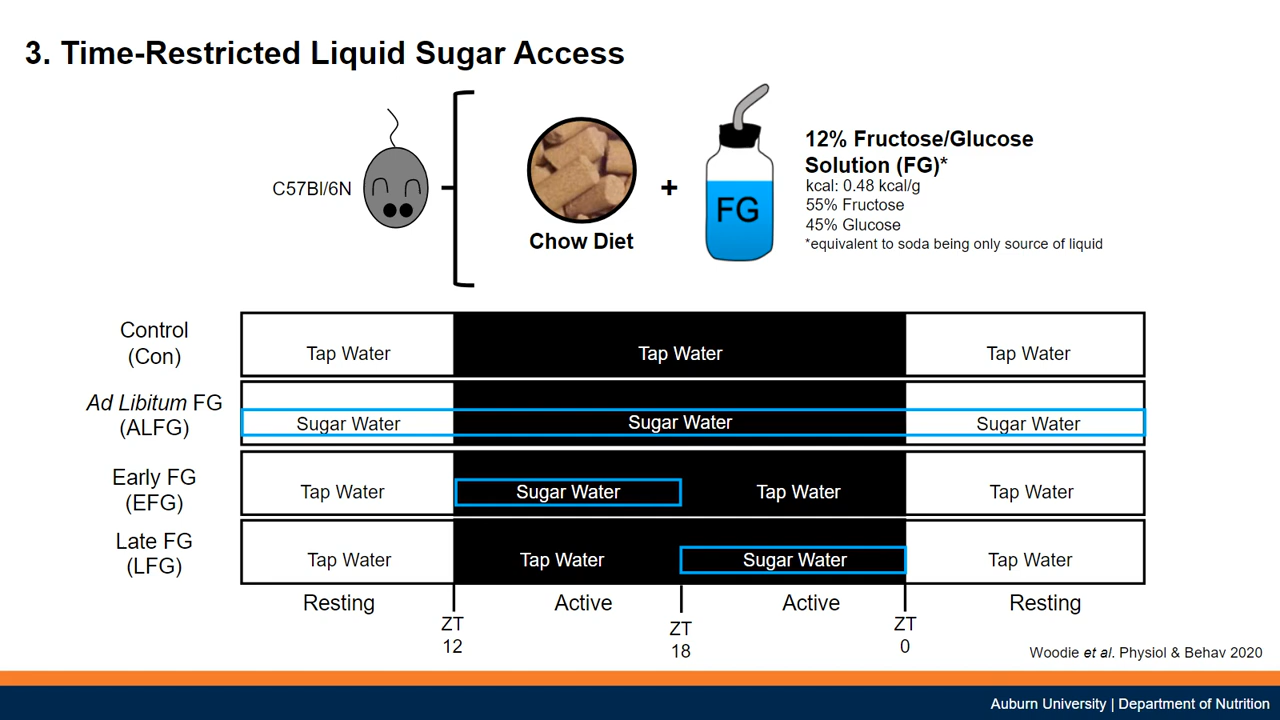 3. Time-Restricted Liquid Sugar Access
C57Bl/6N
Chow Diet
+
FG
12% Fructose/Glucose
Solution (FG)*
kcal: 0.48 kcal/g
55% Fructose
45% Glucose
*equivalent to soda being only source of liquid
Control
(Con)
Tap Water Tap Water Tap Water
Ad Libitum FG
(ALFG)
Sugar Water Sugar Water Sugar Water
Early FG
(EFG)
Tap Water Sugar Water Tap Water Tap Water
Late FG
(LFG)
Tap Water Tap Water Sugar Water Tap Water
Resting Active Active Resting
ZT
12
ZT
18
ZT
0
Woodie et al. Physiol & Behav 2020
Auburn University | Department of Nutrition